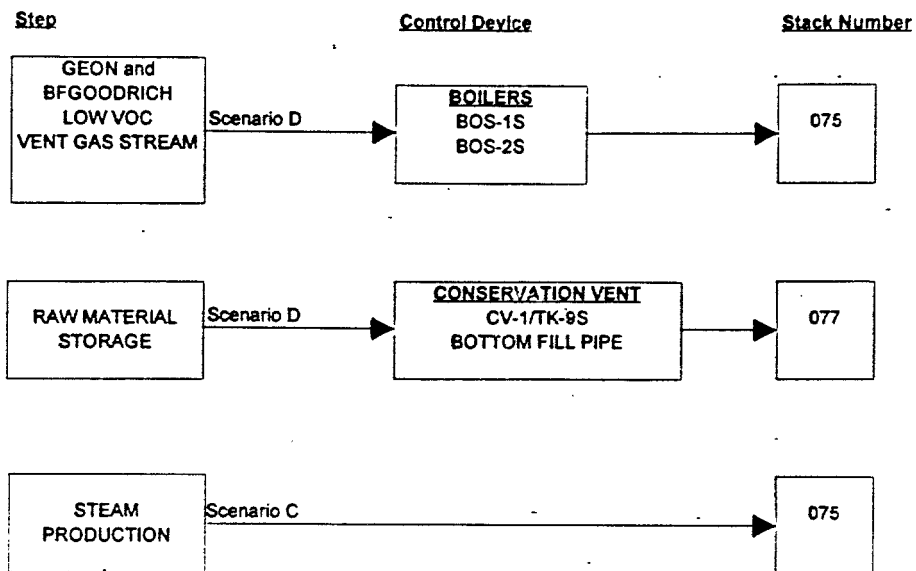 Step Control Device Stack Number
GEON and
BFGOODRICH
LOW VOC
VENT GAS STREAM
Scenario D
BOILERS
BOS-1S
BOS-2S
075
RAW MATERIAL
STORAGE
Scenario D
CONSERVATION VENT
CV-1/TK-9S
BOTTOM FILL PIPE
077
STEAM
PRODUCTION
Scenario C
075